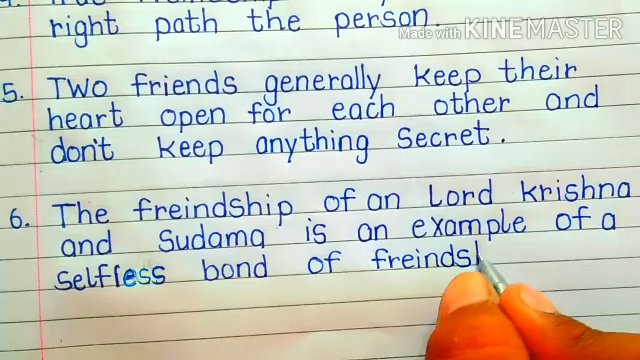 right path the person.
Made with KINEMASTER
5. Two friends generally keep their
heart open for each other and
don't keep anything Secret.
6. The freindship of an Lord krishna
and Sudama is an example of a
Selfless bond of freindsh